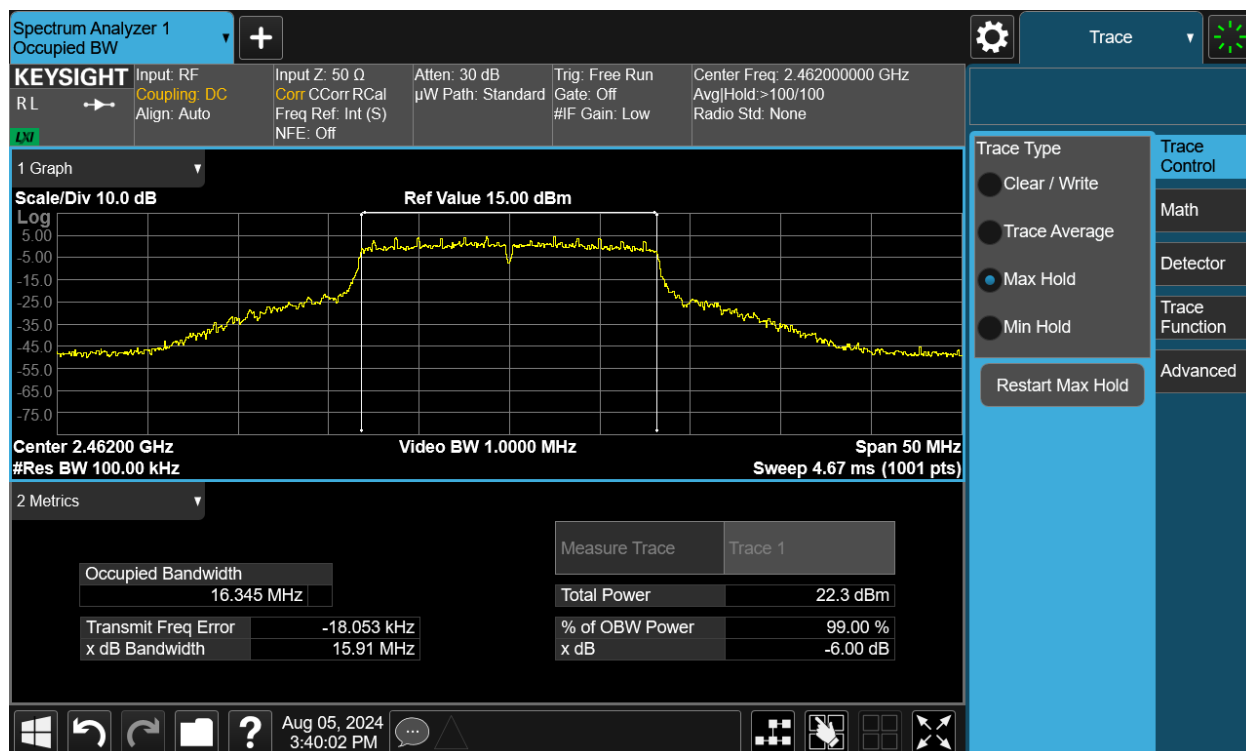 Spectrum Analyzer 1
Occupied BW
Trace
KEYSIGHT
R L
LXI
Input: RF
Coupling: DC
Align: Auto
Input Z: 50 Ω
Corr CCorr RCal
Freq Ref: Int (S)
NFE: Off
Atten: 30 dB
µW Path: Standard
Trig: Free Run
Gate: Off
#IF Gain: Low
Center Freq: 2.462000000 GHz
Avg|Hold:>100/100
Radio Std: None
1 Graph
Scale/Div 10.0 dB
Ref Value 15.00 dBm
Log
5.00
-5.00
-15.0
-25.0
-35.0
-45.0
-55.0
-65.0
-75.0
Center 2.46200 GHz
Video BW 1.0000 MHz
Span 50 MHz
#Res BW 100.00 kHz
Sweep 4.67 ms (1001 pts)
2 Metrics
Measure Trace
Trace 1
Occupied Bandwidth
16.345 MHz
Total Power 22.3 dBm
Transmit Freq Error -18.053 kHz
% of OBW Power 99.00 %
x dB Bandwidth 15.91 MHz
x dB -6.00 dB
Trace Type
Clear / Write
Trace Average
Max Hold
Min Hold
Restart Max Hold
Trace
Control
Math
Detector
Trace
Function
Advanced
?
Aug 05, 2024
3:40:02 PM